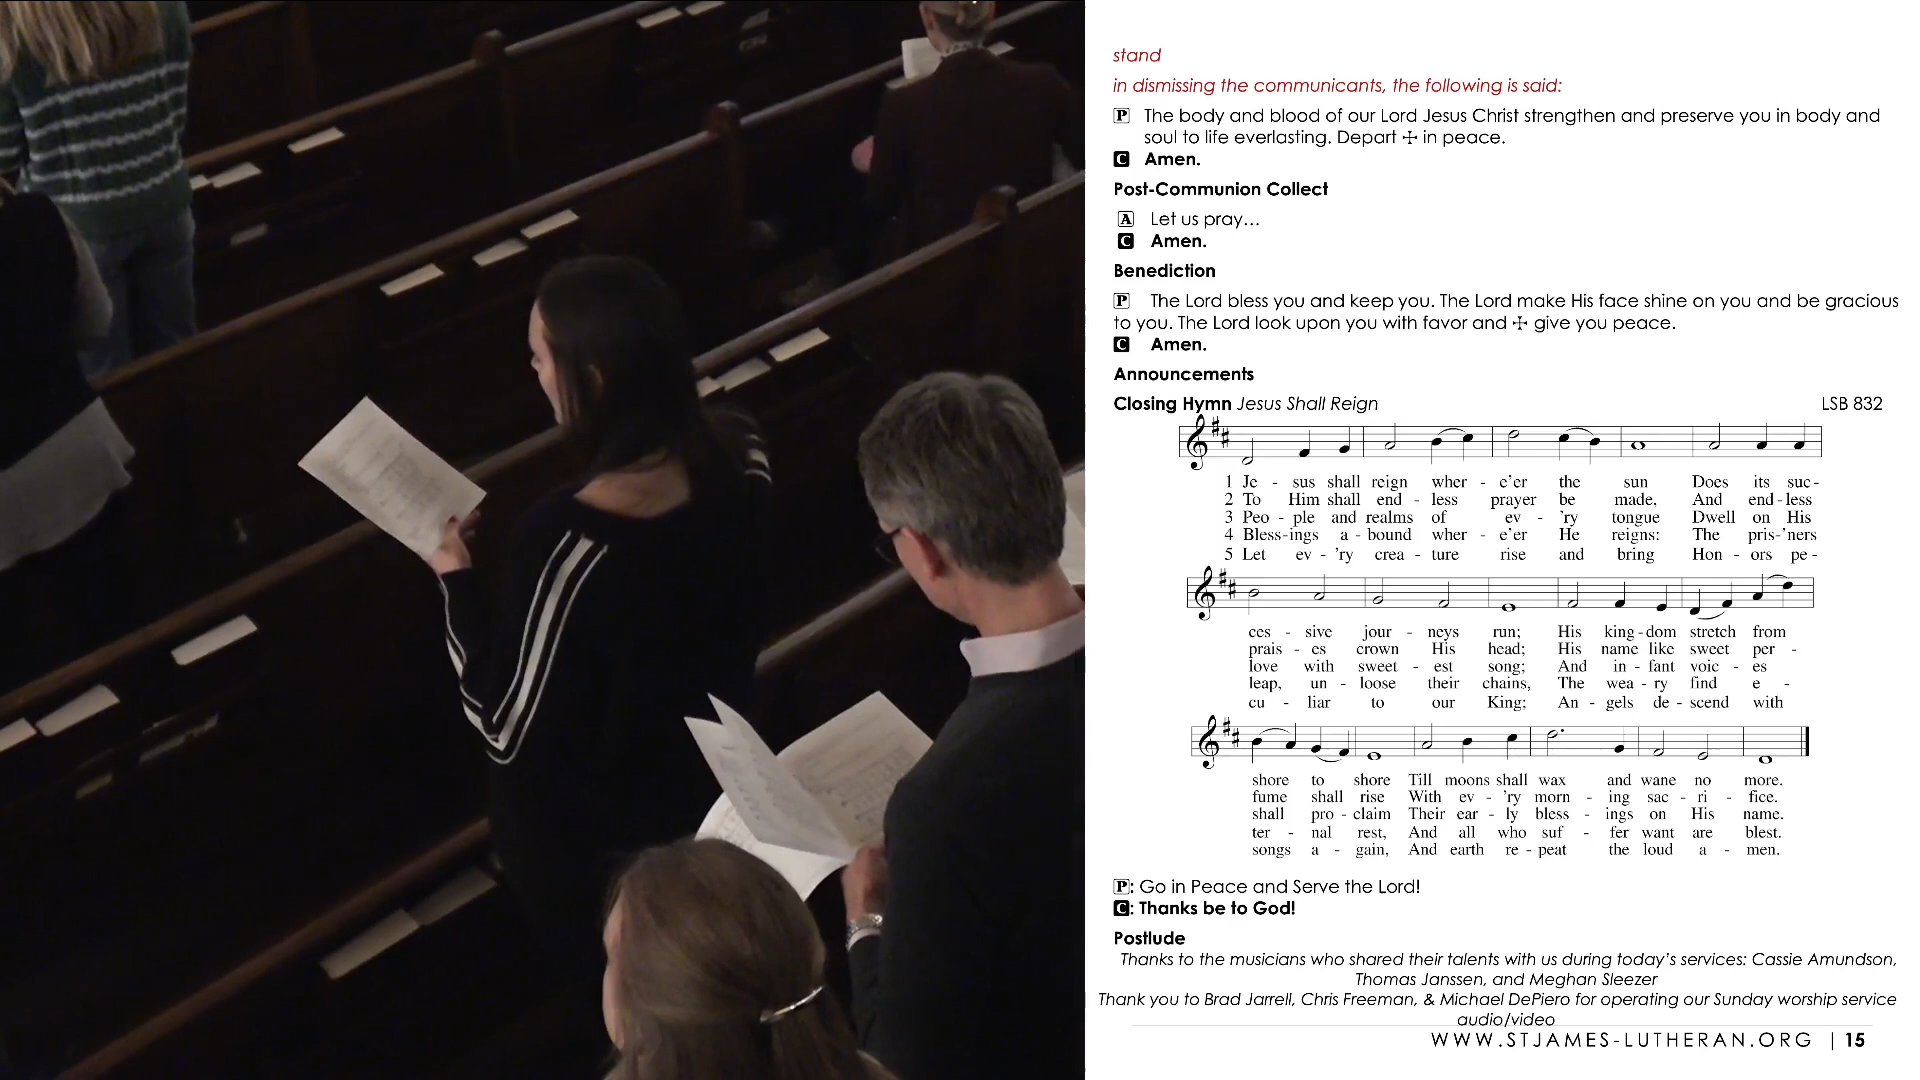 stand
in dismissing the communicants, the following is said:
P The body and blood of our Lord Jesus Christ strengthen and preserve you in body and
soul to life everlasting. Depart ☩ in peace.
C Amen.
Post-Communion Collect
A Let us pray…
C Amen.
Benediction
P The Lord bless you and keep you. The Lord make His face shine on you and be gracious
to you. The Lord look upon you with favor and ☩ give you peace.
C Amen.
Announcements
Closing Hymn Jesus Shall Reign LSB 832
1 Je - sus shall reign wher - e'er the sun Does its suc -
2 To Him shall end - less prayer be made, And end - less
3 Peo - ple and realms of ev - 'ry tongue Dwell on His
4 Bless - ings a - bound wher - e'er He reigns: The pris - 'ners
5 Let ev - 'ry crea - ture rise and bring Hon - ors pe -
ces - sive jour - neys run; His king - dom stretch from
prais - es crown His head; His name like sweet per -
love with sweet - est song; And in - fant voic - es
leap, un - loose their chains, The wea - ry find e -
cu - liar to our King; An - gels de - scend with
shore to shore Till moons shall wax and wane no more.
fume shall rise With ev - 'ry morn - ing sac - ri - fice.
shall pro - claim Their ear - ly bless - ings on His name.
ter - nal rest, And all who suf - fer want are blest.
songs a - gain, And earth re - peat the loud a - men.
P: Go in Peace and Serve the Lord!
C: Thanks be to God!
Postlude
Thanks to the musicians who shared their talents with us during today's services: Cassie Amundson,
Thomas Janssen, and Meghan Sleezer
Thank you to Brad Jarrell, Chris Freeman, & Michael DePiero for operating our Sunday worship service
audio/video
WWW.STJAMES-LUTHERAN.ORG | 15